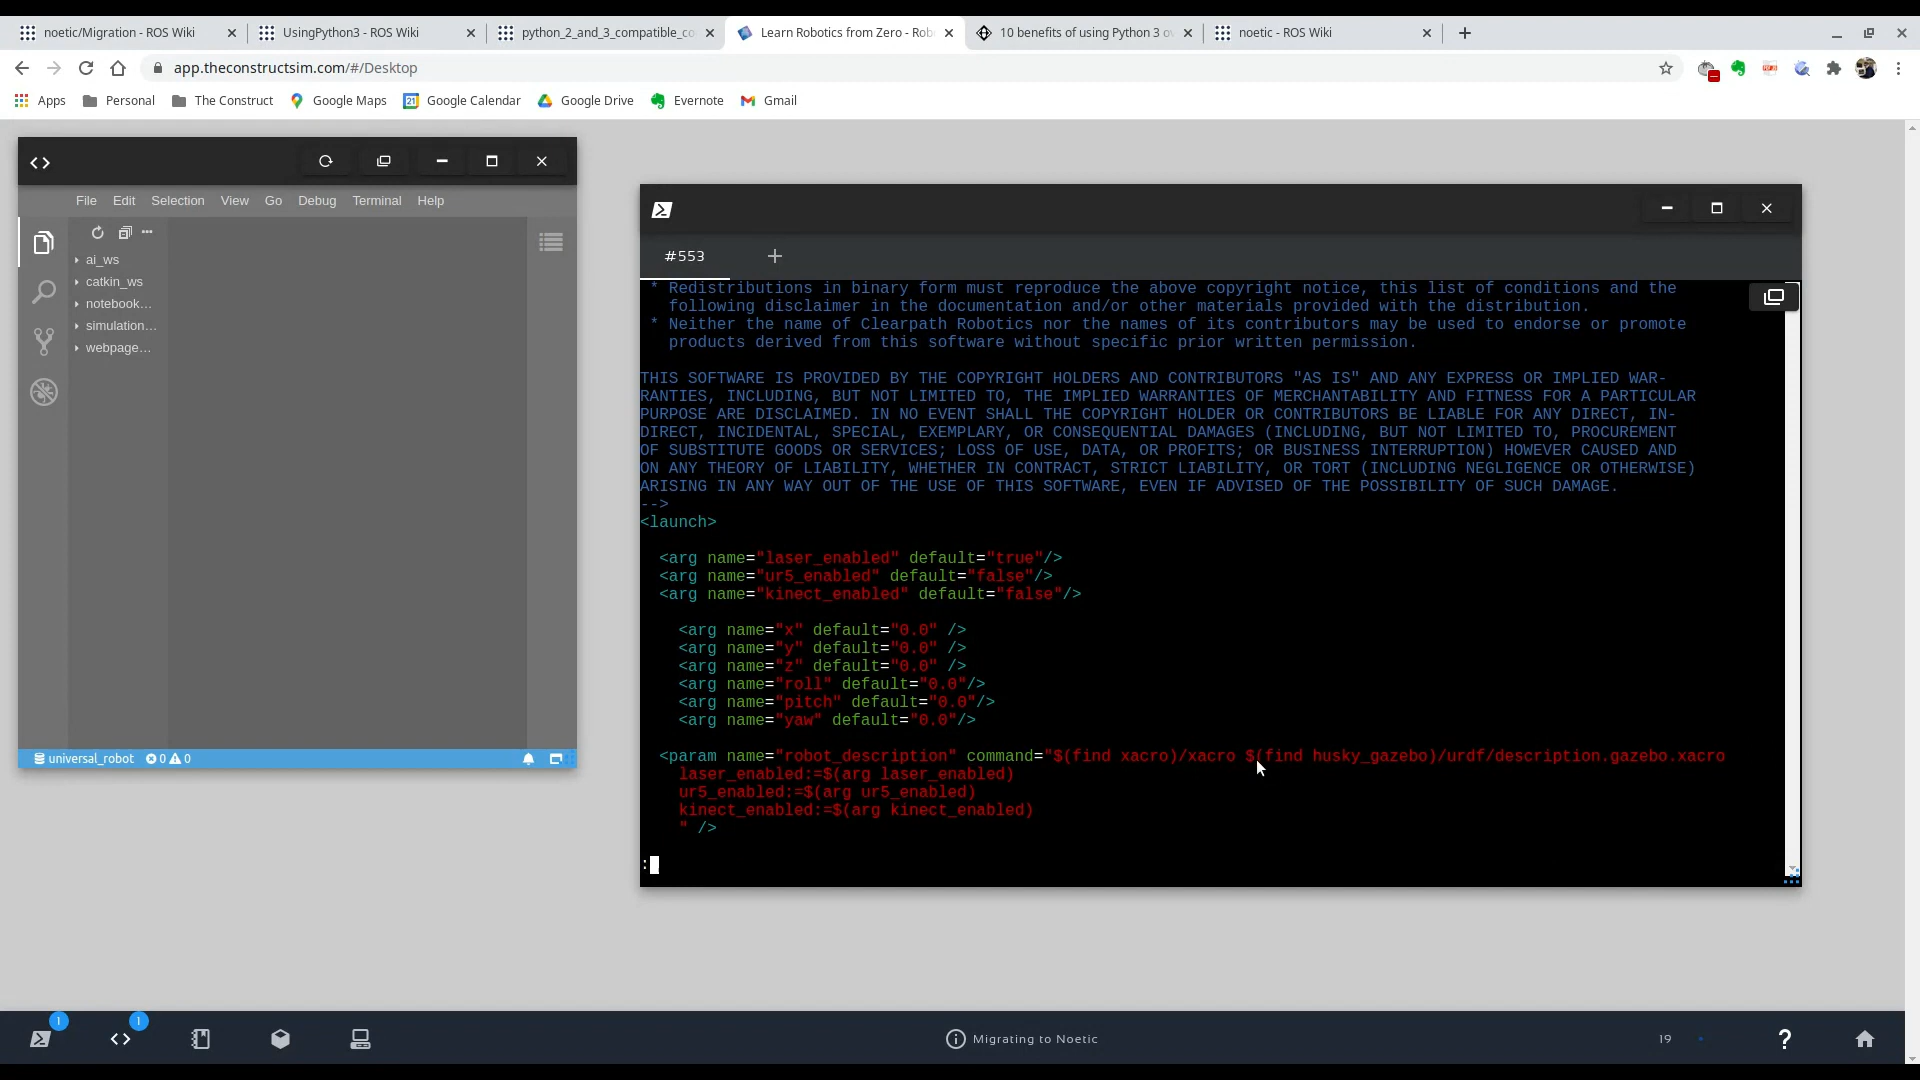 noetic/Migration - ROS Wiki
UsingPython3 - ROS Wiki
python_2_and_3_compatible_co
Learn Robotics from Zero - Rob
10 benefits of using Python 3 o
noetic - ROS Wiki
app.theconstructsim.com/#/Desktop
Apps
Personal
The Construct
Google Maps
Google Calendar
Google Drive
Evernote
Gmail
File Edit Selection View Go Debug Terminal Help
ai_ws
catkin_ws
notebook...
simulation...
webpage...
universal_robot 0 0
#553
* Redistributions in binary form must reproduce the above copyright notice, this list of conditions and the
following disclaimer in the documentation and/or other materials provided with the distribution.
* Neither the name of Clearpath Robotics nor the names of its contributors may be used to endorse or promote
products derived from this software without specific prior written permission.
THIS SOFTWARE IS PROVIDED BY THE COPYRIGHT HOLDERS AND CONTRIBUTORS "AS IS" AND ANY EXPRESS OR IMPLIED WAR-
RANTIES, INCLUDING, BUT NOT LIMITED TO, THE IMPLIED WARRANTIES OF MERCHANTABILITY AND FITNESS FOR A PARTICULAR
PURPOSE ARE DISCLAIMED. IN NO EVENT SHALL THE COPYRIGHT HOLDER OR CONTRIBUTORS BE LIABLE FOR ANY DIRECT, IN-
DIRECT, INCIDENTAL, SPECIAL, EXEMPLARY, OR CONSEQUENTIAL DAMAGES (INCLUDING, BUT NOT LIMITED TO, PROCUREMENT
OF SUBSTITUTE GOODS OR SERVICES; LOSS OF USE, DATA, OR PROFITS; OR BUSINESS INTERRUPTION) HOWEVER CAUSED AND
ON ANY THEORY OF LIABILITY, WHETHER IN CONTRACT, STRICT LIABILITY, OR TORT (INCLUDING NEGLIGENCE OR OTHERWISE)
ARISING IN ANY WAY OUT OF THE USE OF THIS SOFTWARE, EVEN IF ADVISED OF THE POSSIBILITY OF SUCH DAMAGE.
-->
<launch>
<arg name="laser_enabled" default="true"/>
<arg name="ur5_enabled" default="false"/>
<arg name="kinect_enabled" default="false"/>
<arg name="x" default="0.0" />
<arg name="y" default="0.0" />
<arg name="z" default="0.0" />
<arg name="roll" default="0.0"/>
<arg name="pitch" default="0.0"/>
<arg name="yaw" default="0.0"/>
<param name="robot_description" command="$(find xacro)/xacro $(find husky_gazebo)/urdf/description.gazebo.xacro
laser_enabled:=$(arg laser_enabled)
ur5_enabled:=$(arg ur5_enabled)
kinect_enabled:=$(arg kinect_enabled)
" />
:
1
1
Migrating to Noetic
19
?